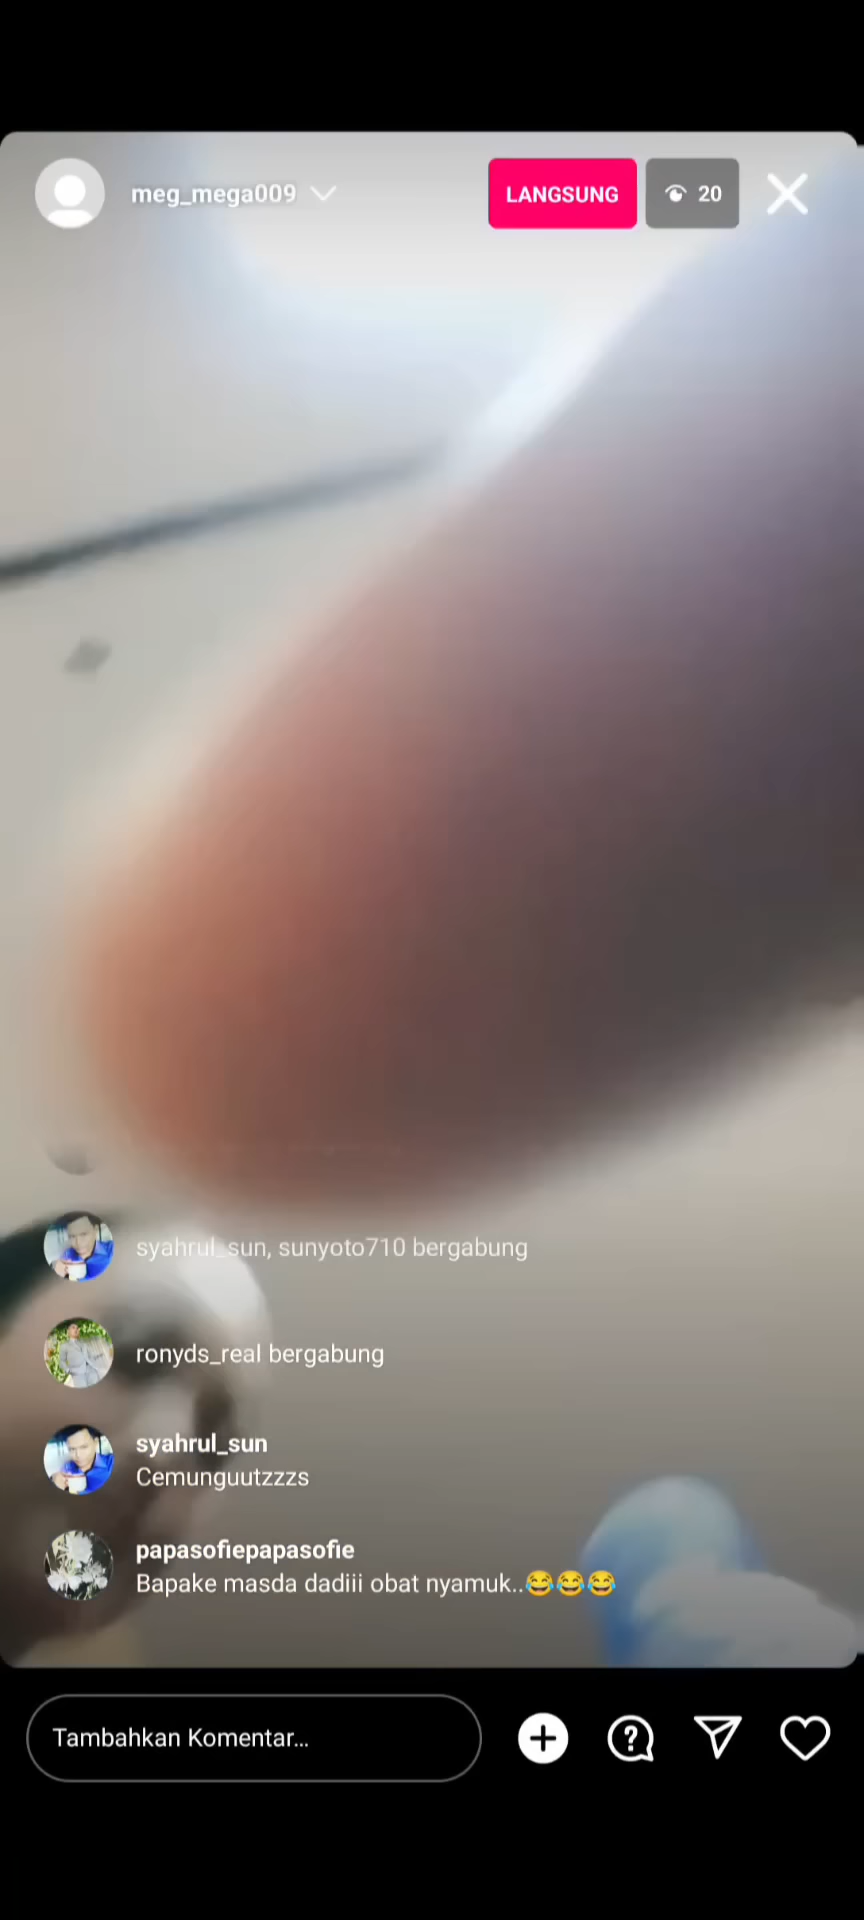 meg_mega009
LANGSUNG
20
syahrul_sun, sunyoto710 bergabung
ronyds_real bergabung
syahrul_sun
Cemunguutzzzs
papasofiepapasofie
Bapake masda dadiii obat nyamuk..😂😂😂
Tambahkan Komentar...